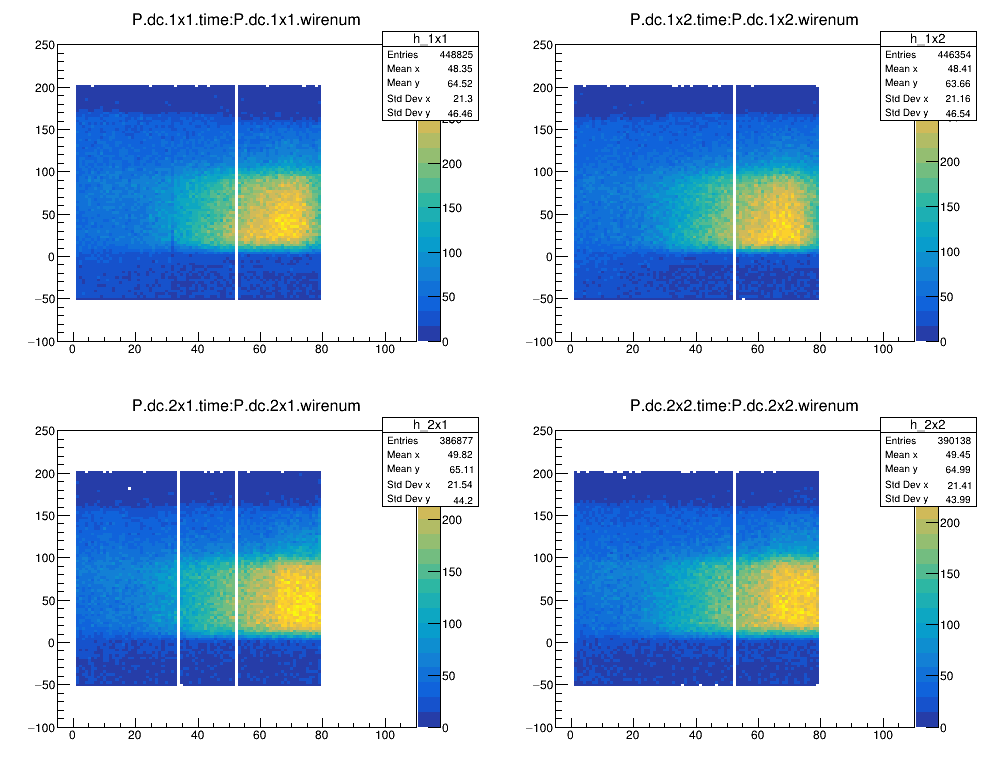 P.dc.1x1.time:P.dc.1x1.wirenum
h_1x1
Entries 448825
Mean x 48.35
Mean y 64.52
Std Dev x 21.3
Std Dev y 46.46
250
200
150
100
50
0
−50
−100
0 20 40 60 80 100
200
150
100
50
0
P.dc.1x2.time:P.dc.1x2.wirenum
h_1x2
Entries 446354
Mean x 48.41
Mean y 63.66
Std Dev x 21.16
Std Dev y 46.54
250
200
150
100
50
0
−50
−100
0 20 40 60 80 100
200
150
100
50
0
P.dc.2x1.time:P.dc.2x1.wirenum
h_2x1
Entries 386877
Mean x 49.82
Mean y 65.11
Std Dev x 21.54
Std Dev y 44.2
250
200
150
100
50
0
−50
−100
0 20 40 60 80 100
200
150
100
50
0
P.dc.2x2.time:P.dc.2x2.wirenum
h_2x2
Entries 390138
Mean x 49.45
Mean y 64.99
Std Dev x 21.41
Std Dev y 43.99
250
200
150
100
50
0
−50
−100
0 20 40 60 80 100
200
150
100
50
0